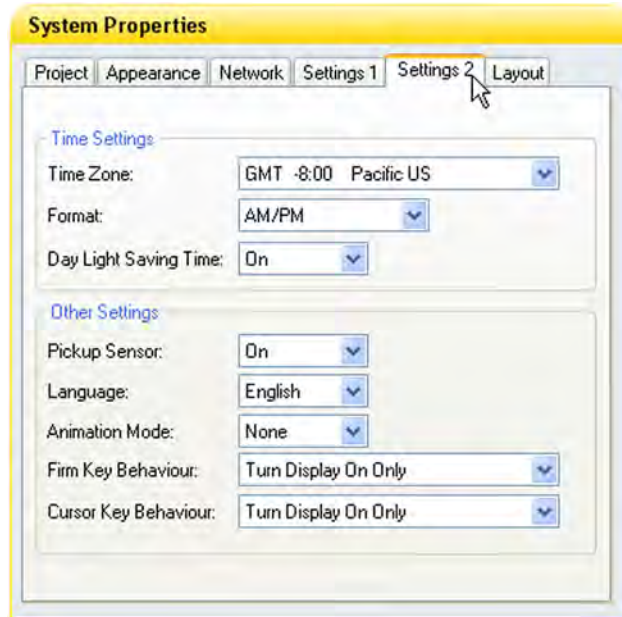 System Properties
Project Appearance Network Settings 1 Settings 2 Layout
Time Settings
Time Zone: GMT -8:00 Pacific US
Format: AM/PM
Day Light Saving Time: On
Other Settings
Pickup Sensor: On
Language: English
Animation Mode: None
Firm Key Behaviour: Turn Display On Only
Cursor Key Behaviour: Turn Display On Only